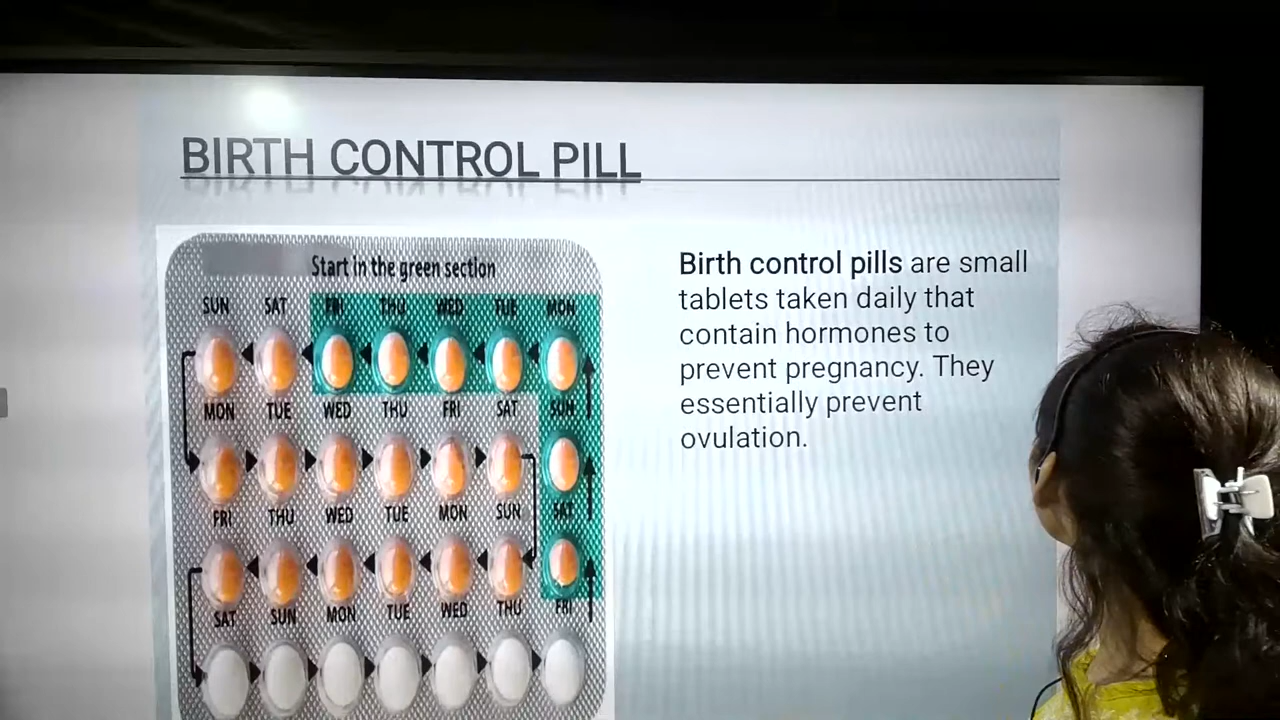 BIRTH CONTROL PILL
Start in the green section
SUN SAT FRI THU WED TUE MON
MON TUE WED THU FRI SAT SUN
FRI THU WED TUE MON SUN SAT
SAT SUN MON TUE WED THU FRI
Birth control pills are small
tablets taken daily that
contain hormones to
prevent pregnancy. They
essentially prevent
ovulation.